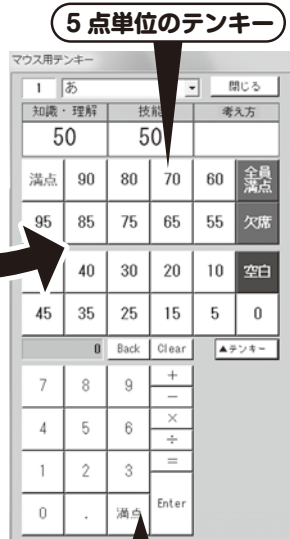 5点単位のテンキー
マウス用テンキー
1 あ 閉じる
知識・理解 技能 考え方
50 50
満点 90 80 70 60 全員満点
95 85 75 65 55 欠席
40 30 20 10 空白
45 35 25 15 5 0
0 Back Clear ▲テンキー
7 8 9 + −
4 5 6 × ÷
1 2 3 =
0 . 満点 Enter